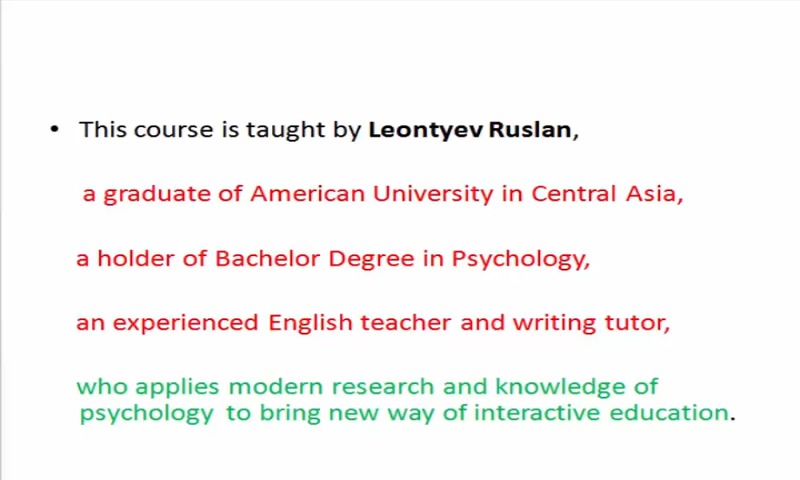 • This course is taught by Leontyev Ruslan,
a graduate of American University in Central Asia,
a holder of Bachelor Degree in Psychology,
an experienced English teacher and writing tutor,
who applies modern research and knowledge of
psychology to bring new way of interactive education.